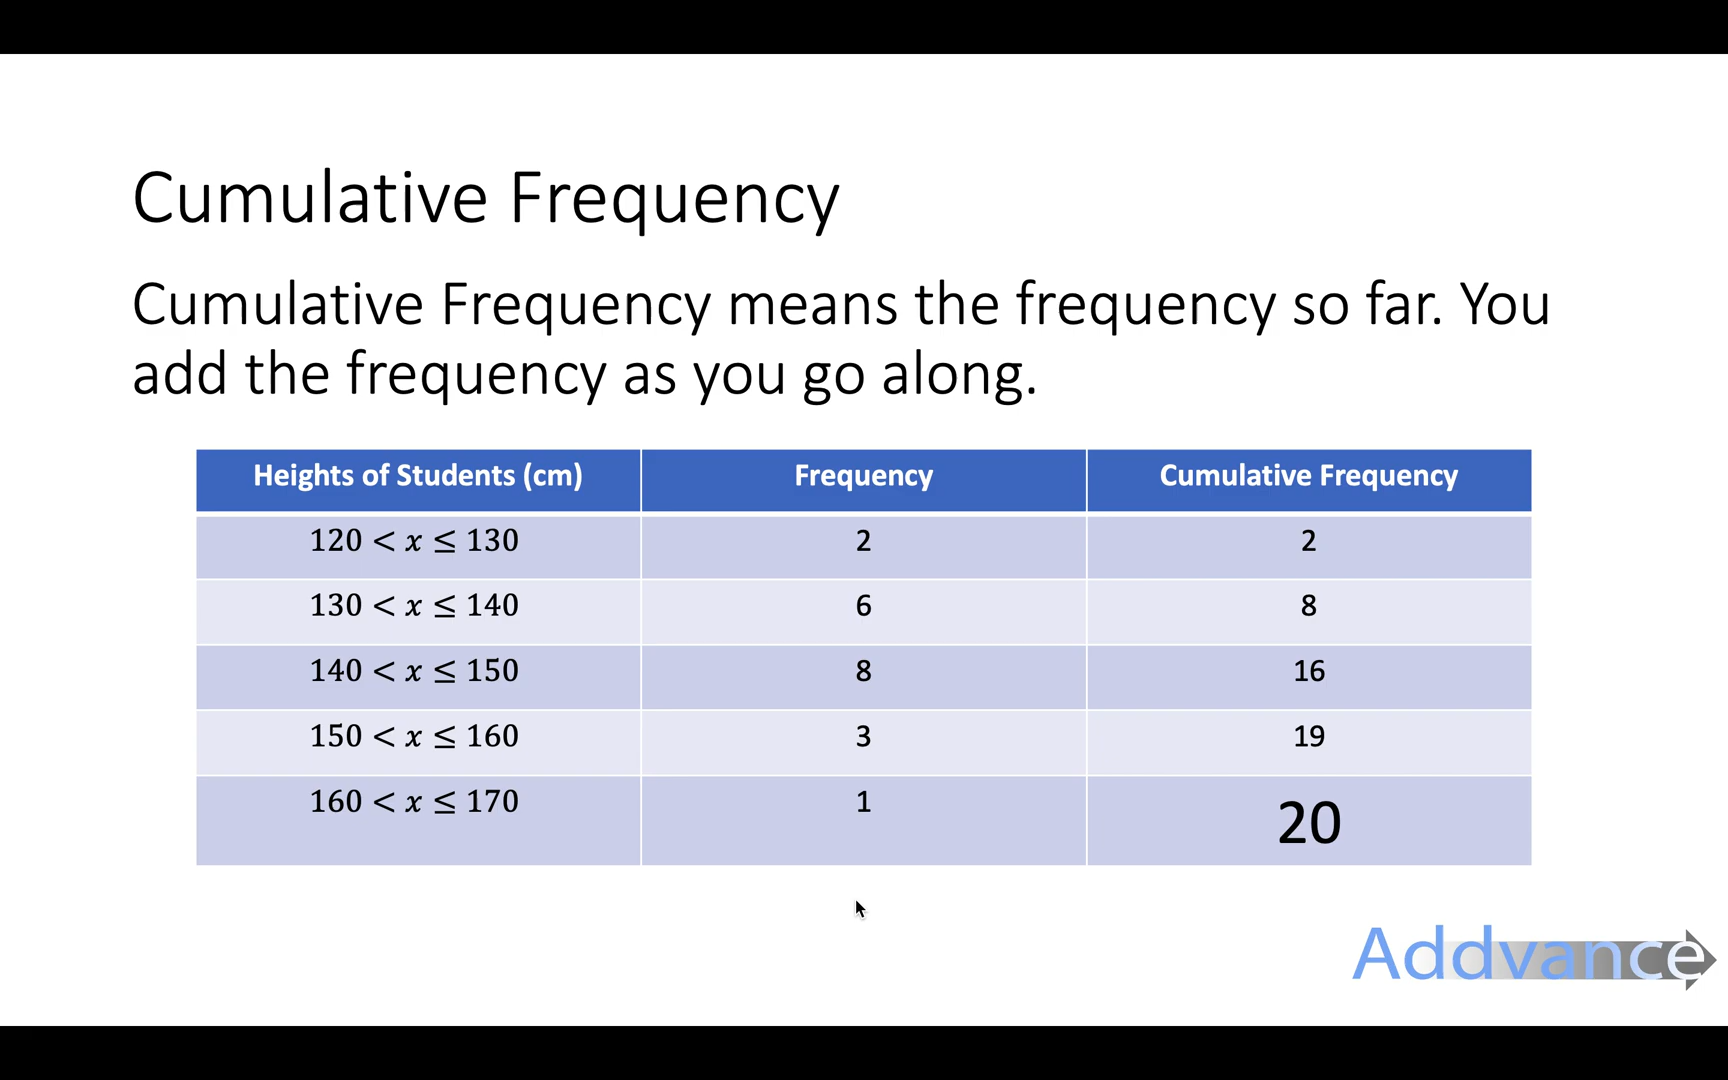 Cumulative Frequency
Cumulative Frequency means the frequency so far. You
add the frequency as you go along.
Heights of Students (cm) Frequency Cumulative Frequency
120 < x ≤ 130 2 2
130 < x ≤ 140 6 8
140 < x ≤ 150 8 16
150 < x ≤ 160 3 19
160 < x ≤ 170 1 20
Addvance